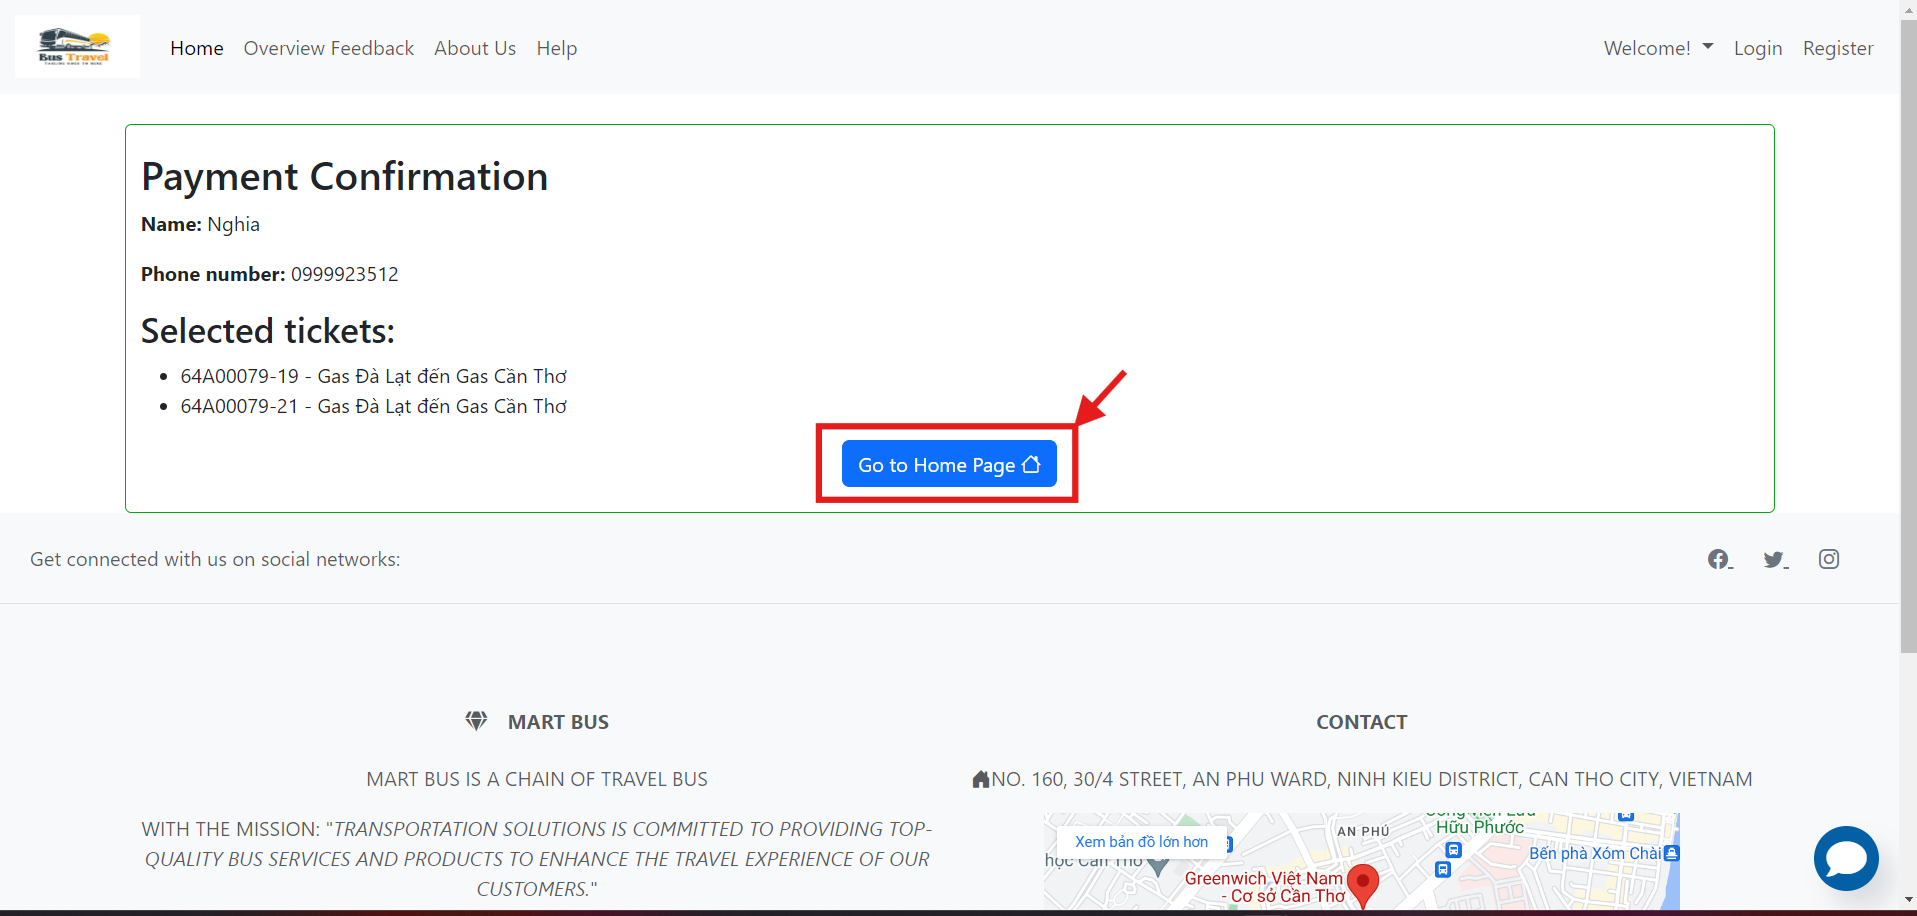 Bus Travel
Home Overview Feedback About Us Help
Welcome! Login Register
Payment Confirmation
Name: Nghia
Phone number: 0999923512
Selected tickets:
64A00079-19 - Gas Đà Lạt đến Gas Cần Thơ
64A00079-21 - Gas Đà Lạt đến Gas Cần Thơ
Go to Home Page
Get connected with us on social networks:
MART BUS
MART BUS IS A CHAIN OF TRAVEL BUS
WITH THE MISSION: "TRANSPORTATION SOLUTIONS IS COMMITTED TO PROVIDING TOP-
QUALITY BUS SERVICES AND PRODUCTS TO ENHANCE THE TRAVEL EXPERIENCE OF OUR
CUSTOMERS."
CONTACT
NO. 160, 30/4 STREET, AN PHU WARD, NINH KIEU DISTRICT, CAN THO CITY, VIETNAM
Xem bản đồ lớn hơn
AN PHÚ
Hữu Phước
học Cần Thơ
Bến phà Xóm Chài
Greenwich Việt Nam
- Cơ sở Cần Thơ